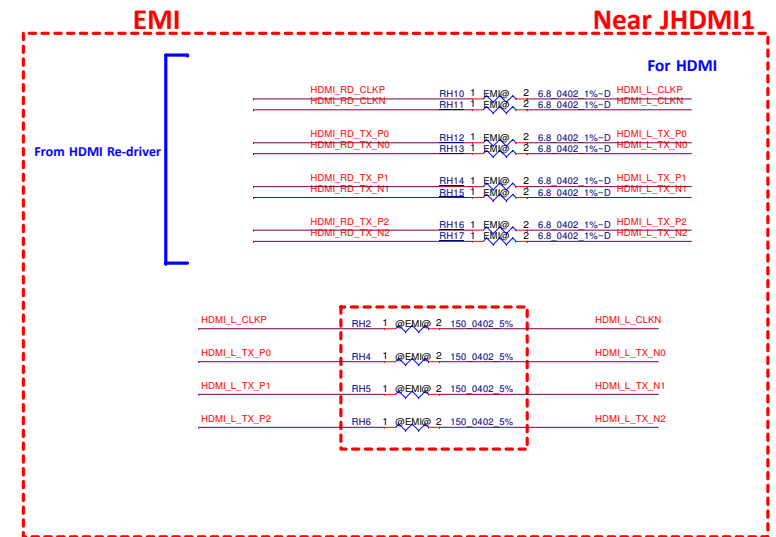 EMI Near JHDMI1
For HDMI
From HDMI Re-driver
HDMI_RD_CLKP RH10 1 EMI@ 2 6.8_0402_1%~D HDMI_L_CLKP
HDMI_RD_CLKN RH11 1 EMI@ 2 6.8_0402_1%~D HDMI_L_CLKN
HDMI_RD_TX_P0 RH12 1 EMI@ 2 6.8_0402_1%~D HDMI_L_TX_P0
HDMI_RD_TX_N0 RH13 1 EMI@ 2 6.8_0402_1%~D HDMI_L_TX_N0
HDMI_RD_TX_P1 RH14 1 EMI@ 2 6.8_0402_1%~D HDMI_L_TX_P1
HDMI_RD_TX_N1 RH15 1 EMI@ 2 6.8_0402_1%~D HDMI_L_TX_N1
HDMI_RD_TX_P2 RH16 1 EMI@ 2 6.8_0402_1%~D HDMI_L_TX_P2
HDMI_RD_TX_N2 RH17 1 EMI@ 2 6.8_0402_1%~D HDMI_L_TX_N2
HDMI_L_CLKP RH2 1 @EMI@ 2 150_0402_5% HDMI_L_CLKN
HDMI_L_TX_P0 RH4 1 @EMI@ 2 150_0402_5% HDMI_L_TX_N0
HDMI_L_TX_P1 RH5 1 @EMI@ 2 150_0402_5% HDMI_L_TX_N1
HDMI_L_TX_P2 RH6 1 @EMI@ 2 150_0402_5% HDMI_L_TX_N2